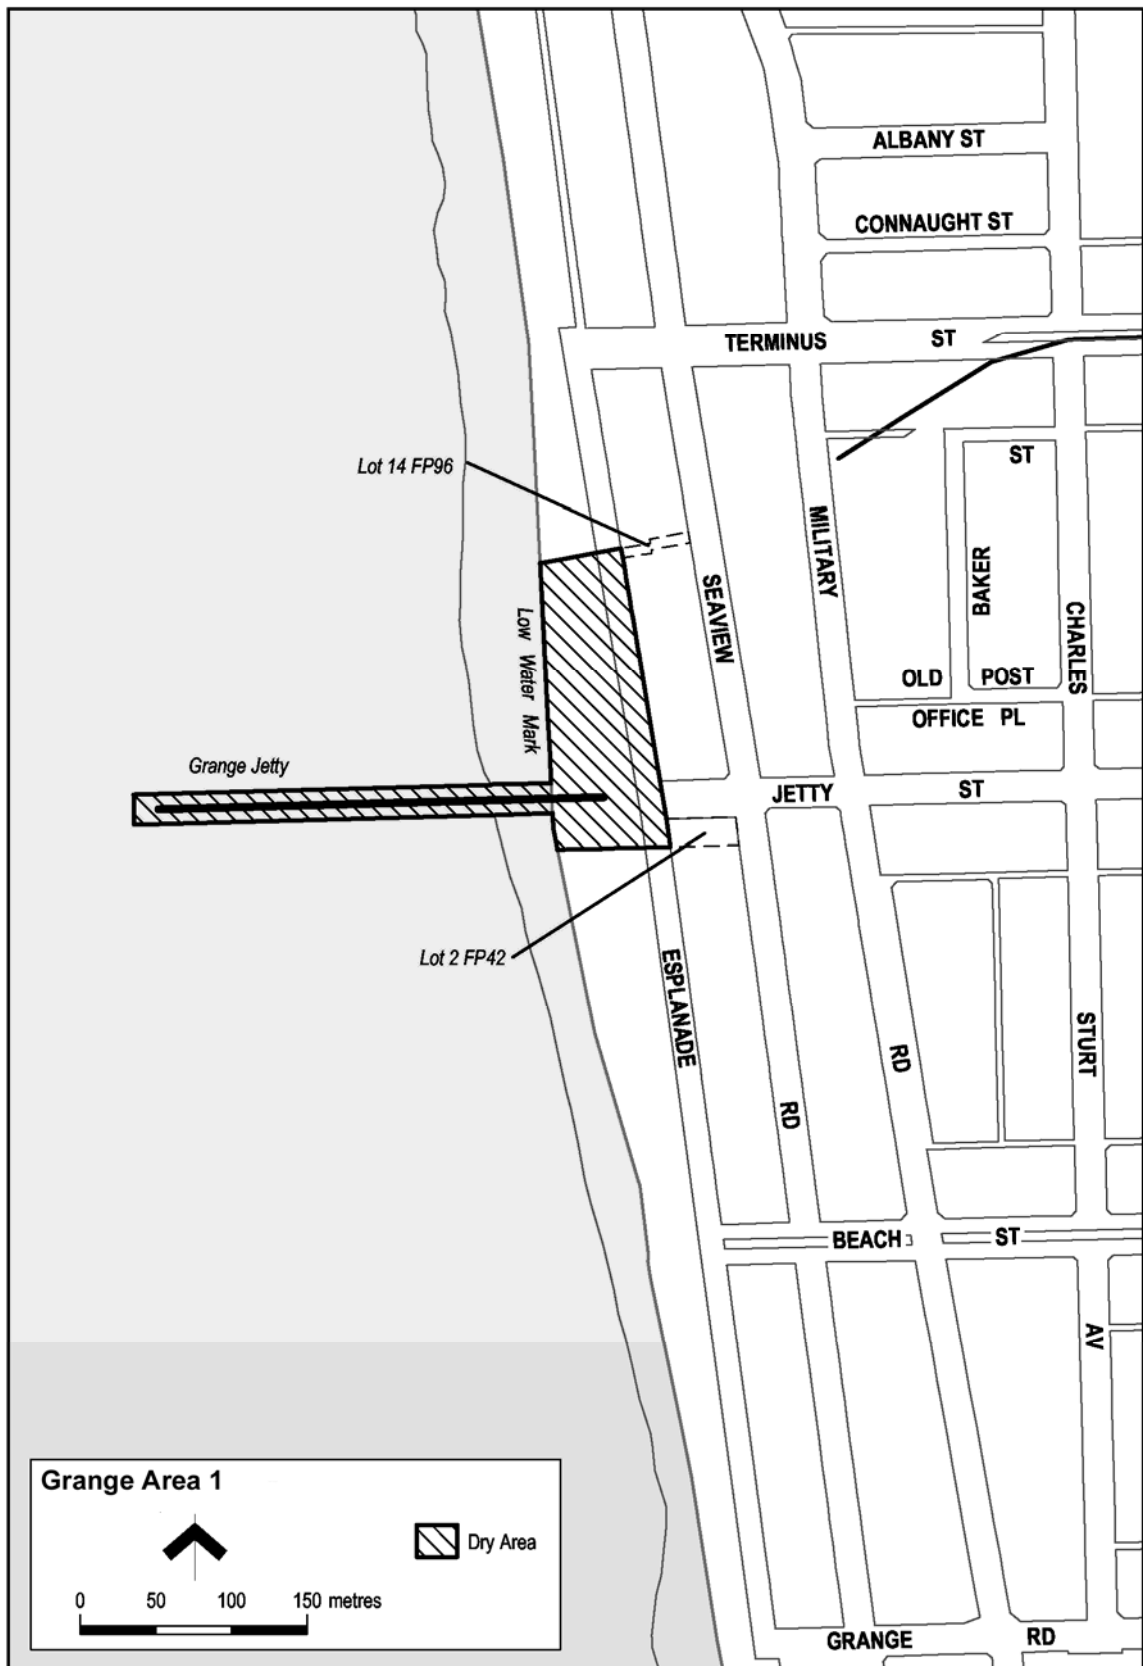 ALBANY ST
CONNAUGHT ST
TERMINUS ST
Lot 14 FP96
ST
MILITARY
BAKER
SEAVIEW
CHARLES
Low Water Mark
OLD POST
OFFICE PL
Grange Jetty
JETTY ST
Lot 2 FP42
ESPLANADE
STURT
RD
RD
BEACH ST
AV
Grange Area 1
Dry Area
0 50 100 150 metres
GRANGE RD